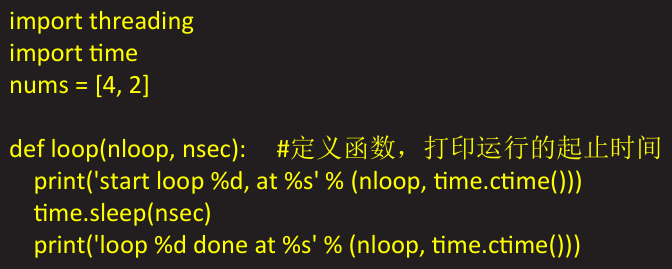 import threading
import time
nums = [4, 2]
def loop(nloop, nsec):    #定义函数，打印运行的起止时间
    print('start loop %d, at %s' % (nloop, time.ctime()))
    time.sleep(nsec)
    print('loop %d done at %s' % (nloop, time.ctime()))